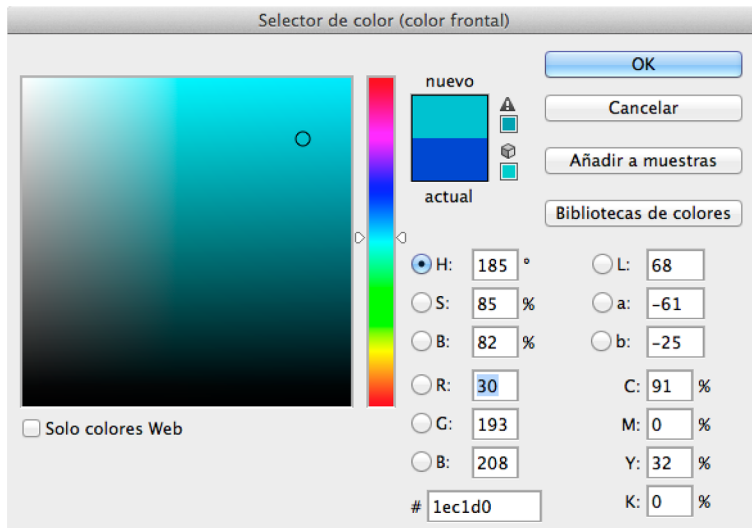 Selector de color (color frontal)
nuevo
actual
OK
Cancelar
Añadir a muestras
Bibliotecas de colores
H: 185 °
S: 85 %
B: 82 %
R: 30
G: 193
B: 208
# 1ec1d0
L: 68
a: -61
b: -25
C: 91 %
M: 0 %
Y: 32 %
K: 0 %
Solo colores Web